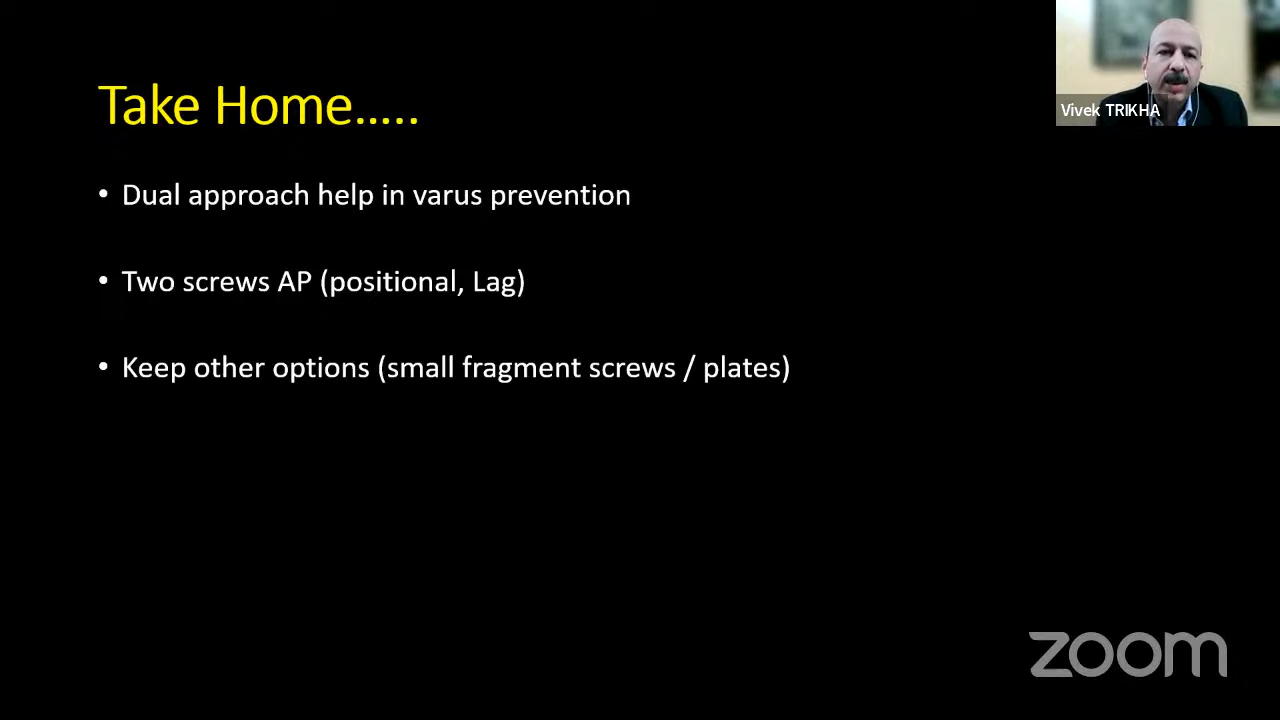 Take Home.....
Vivek TRIKHA
• Dual approach help in varus prevention
• Two screws AP (positional, Lag)
• Keep other options (small fragment screws / plates)
zoom